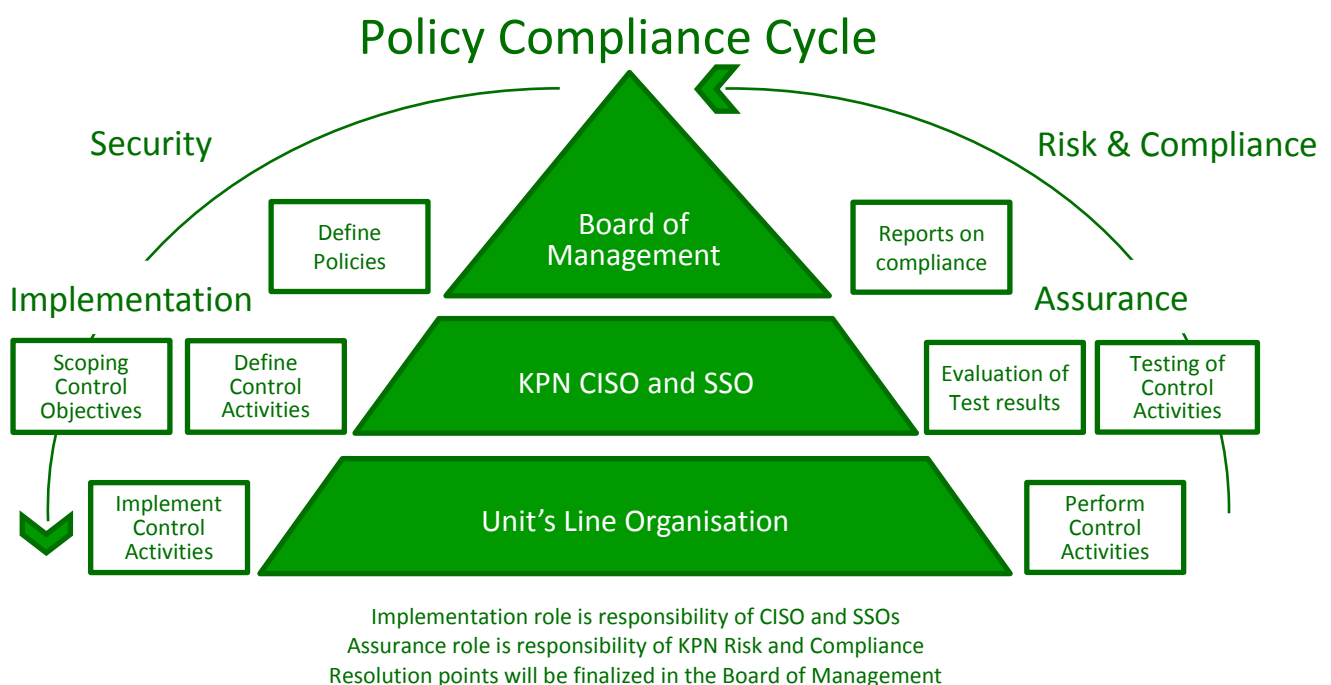 Policy Compliance Cycle
Security
Risk & Compliance
Define
Policies
Board of
Management
Reports on
compliance
Implementation
Assurance
Scoping
Control
Objectives
Define
Control
Activities
KPN CISO and SSO
Evaluation of
Test results
Testing of
Control
Activities
Implement
Control
Activities
Unit's Line Organisation
Perform
Control
Activities
Implementation role is responsibility of CISO and SSOs
Assurance role is responsibility of KPN Risk and Compliance
Resolution points will be finalized in the Board of Management